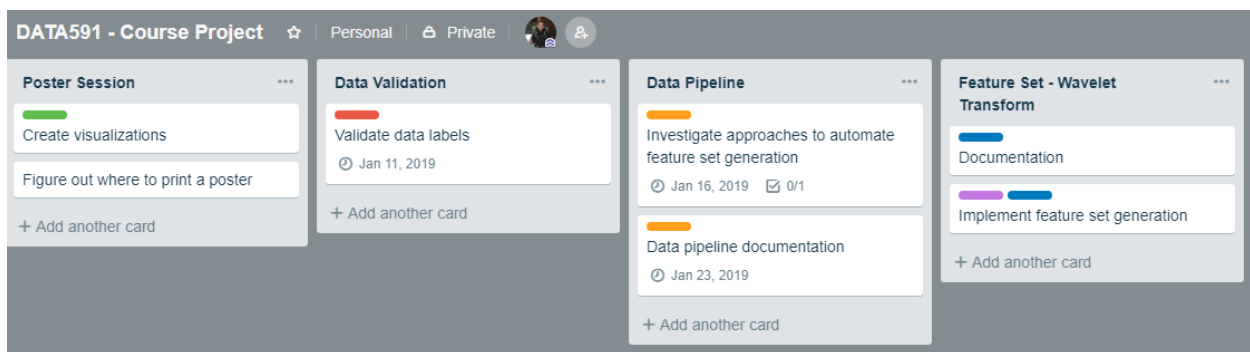 DATA591 - Course Project
Personal
Private
Poster Session
Create visualizations
Figure out where to print a poster
+ Add another card
Data Validation
Validate data labels
Jan 11, 2019
+ Add another card
Data Pipeline
Investigate approaches to automate
feature set generation
Jan 16, 2019 0/1
Data pipeline documentation
Jan 23, 2019
+ Add another card
Feature Set - Wavelet
Transform
Documentation
Implement feature set generation
+ Add another card